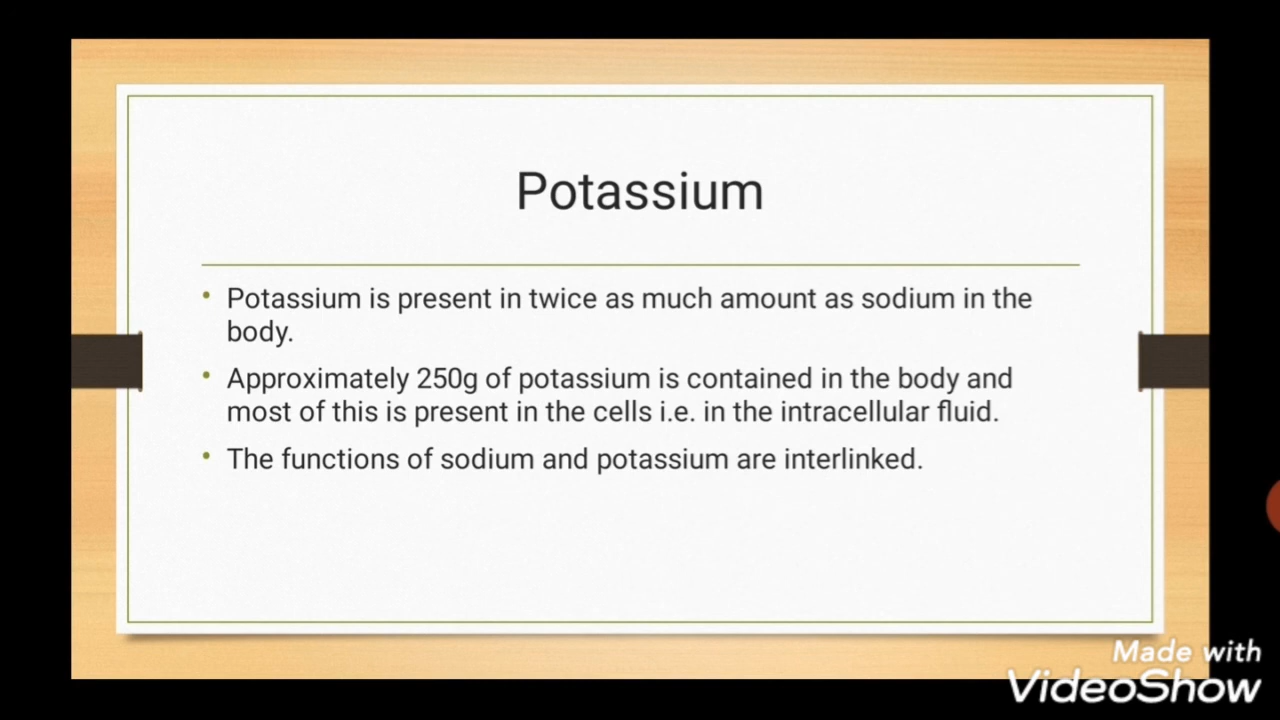 Potassium
• Potassium is present in twice as much amount as sodium in the
body.
• Approximately 250g of potassium is contained in the body and
most of this is present in the cells i.e. in the intracellular fluid.
• The functions of sodium and potassium are interlinked.
Made with
VideoShow